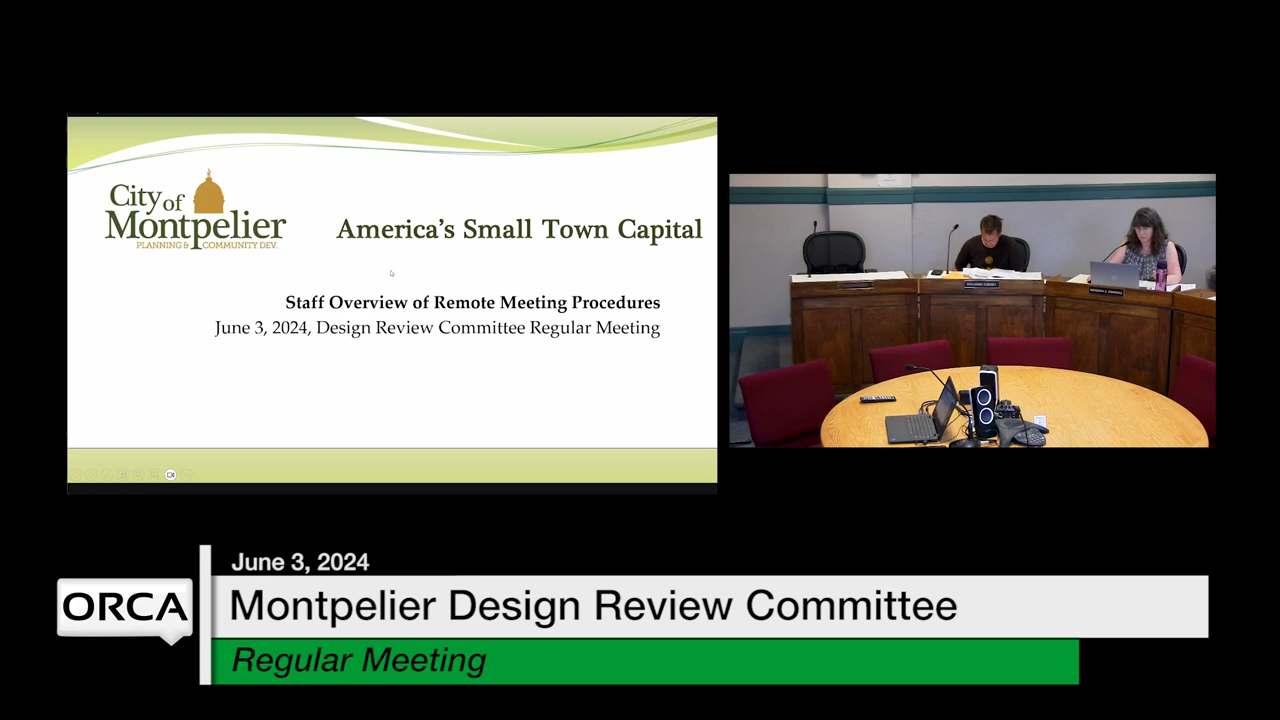 City of
Montpelier
PLANNING & COMMUNITY DEV.
America's Small Town Capital
Staff Overview of Remote Meeting Procedures
June 3, 2024, Design Review Committee Regular Meeting
June 3, 2024
ORCA
Montpelier Design Review Committee
Regular Meeting